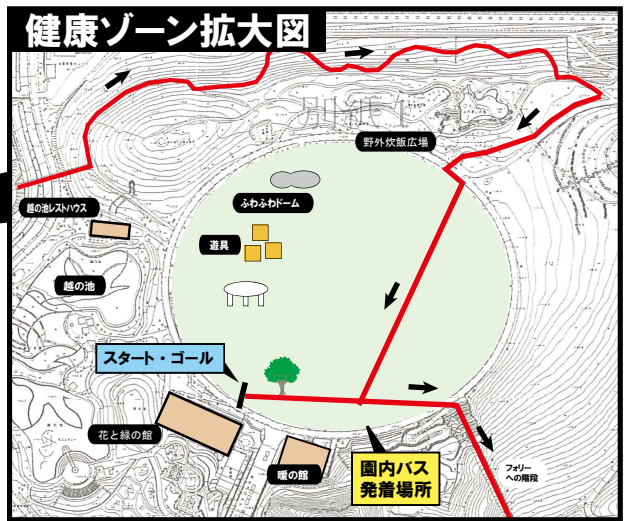 健康ゾーン拡大図
別紙1
野外炊飯広場
ふわふわドーム
越の池レストハウス
遊具
越の池
スタート・ゴール
花と緑の館
暖の館
園内バス
発着場所
フォリー
への階段